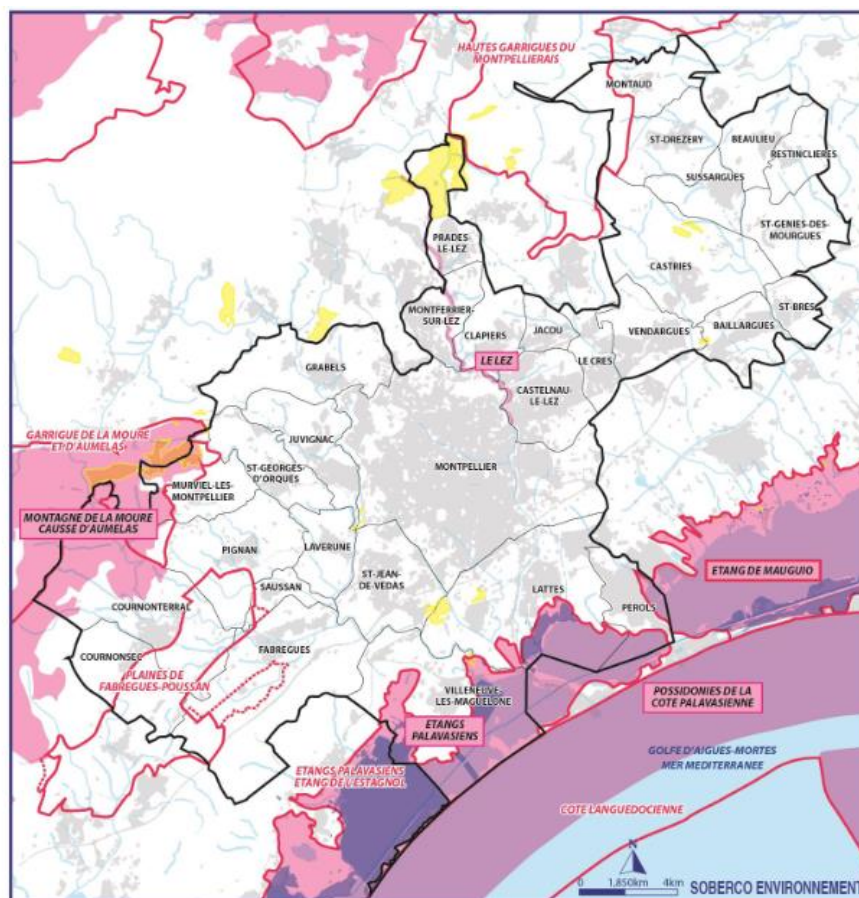 HAUTES GARRIGUES DU
MONTPELLIERAIS
MONTAUD
ST-DREZERY
BEAULIEU
RESTINCLIERES
SUSSARGUES
ST-GENIES-DES-
MOURGUES
PRADES-
LE-LEZ
CASTRIES
MONTFERRIER-
SUR-LEZ
CLAPIERS
JACOU
VENDARGUES
BAILLARGUES
ST-BRES
LE CRES
LE LEZ
GRABELS
CASTELNAU-
LE-LEZ
GARRIGUE DE LA MOURE
ET D'AUMELAS
JUVIGNAC
MONTPELLIER
ST-GEORGES-
D'ORQUES
MURVIEL-LES-
MONTPELLIER
MONTAGNE DE LA MOURE
CAUSSE D'AUMELAS
PIGNAN
LAVERUNE
ST-JEAN-
DE-VEDAS
ETANG DE MAUGUIO
SAUSSAN
LATTES
PEROLS
COURNONTERRAL
COURNONSEC
FABREGUES
PLAINES DE
FABREGUES-POUSSAN
VILLENEUVE-
LES-MAGUELONE
POSSIDONIES DE LA
COTE PALAVASIENNE
ETANGS
PALAVASIENS
GOLFE D'AIGUES-MORTES
MER MEDITERRANEE
ETANGS PALAVASIENS
ETANG DE L'ESTAGNOL
COTE LANGUEDOCIENNE
N
0 1,850km 4km
SOBERCO ENVIRONNEMENT